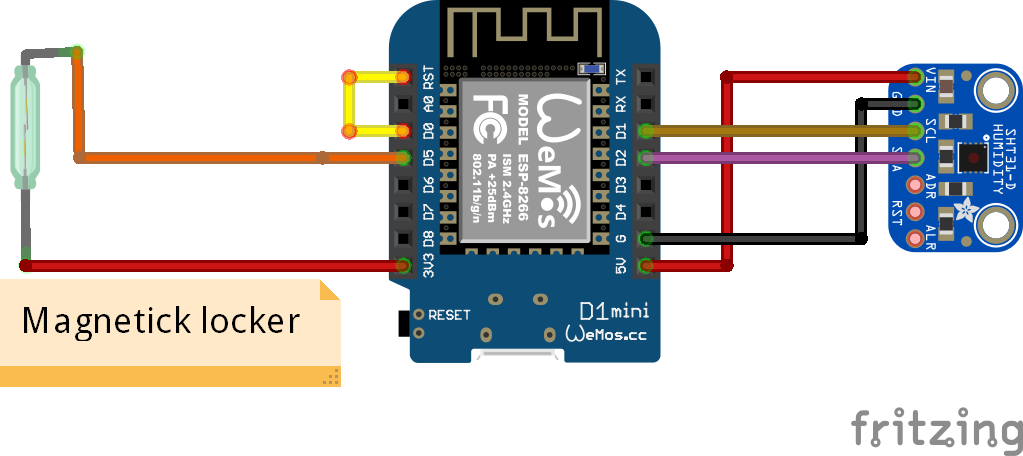 RST
A0
D0
D5
D6
D7
D8
3V3
TX
RX
D1
D2
D3
D4
G
5V
WeMos
MODEL ESP-8266
ISM 2.4GHz
PA +25dBm
802.11b/g/n
FC
RESET
D1mini
WeMos.cc
VIN
GND
SCL
SDA
ADR
RST
ALR
SHT31-D
HUMIDITY
Magnetick locker
fritzing